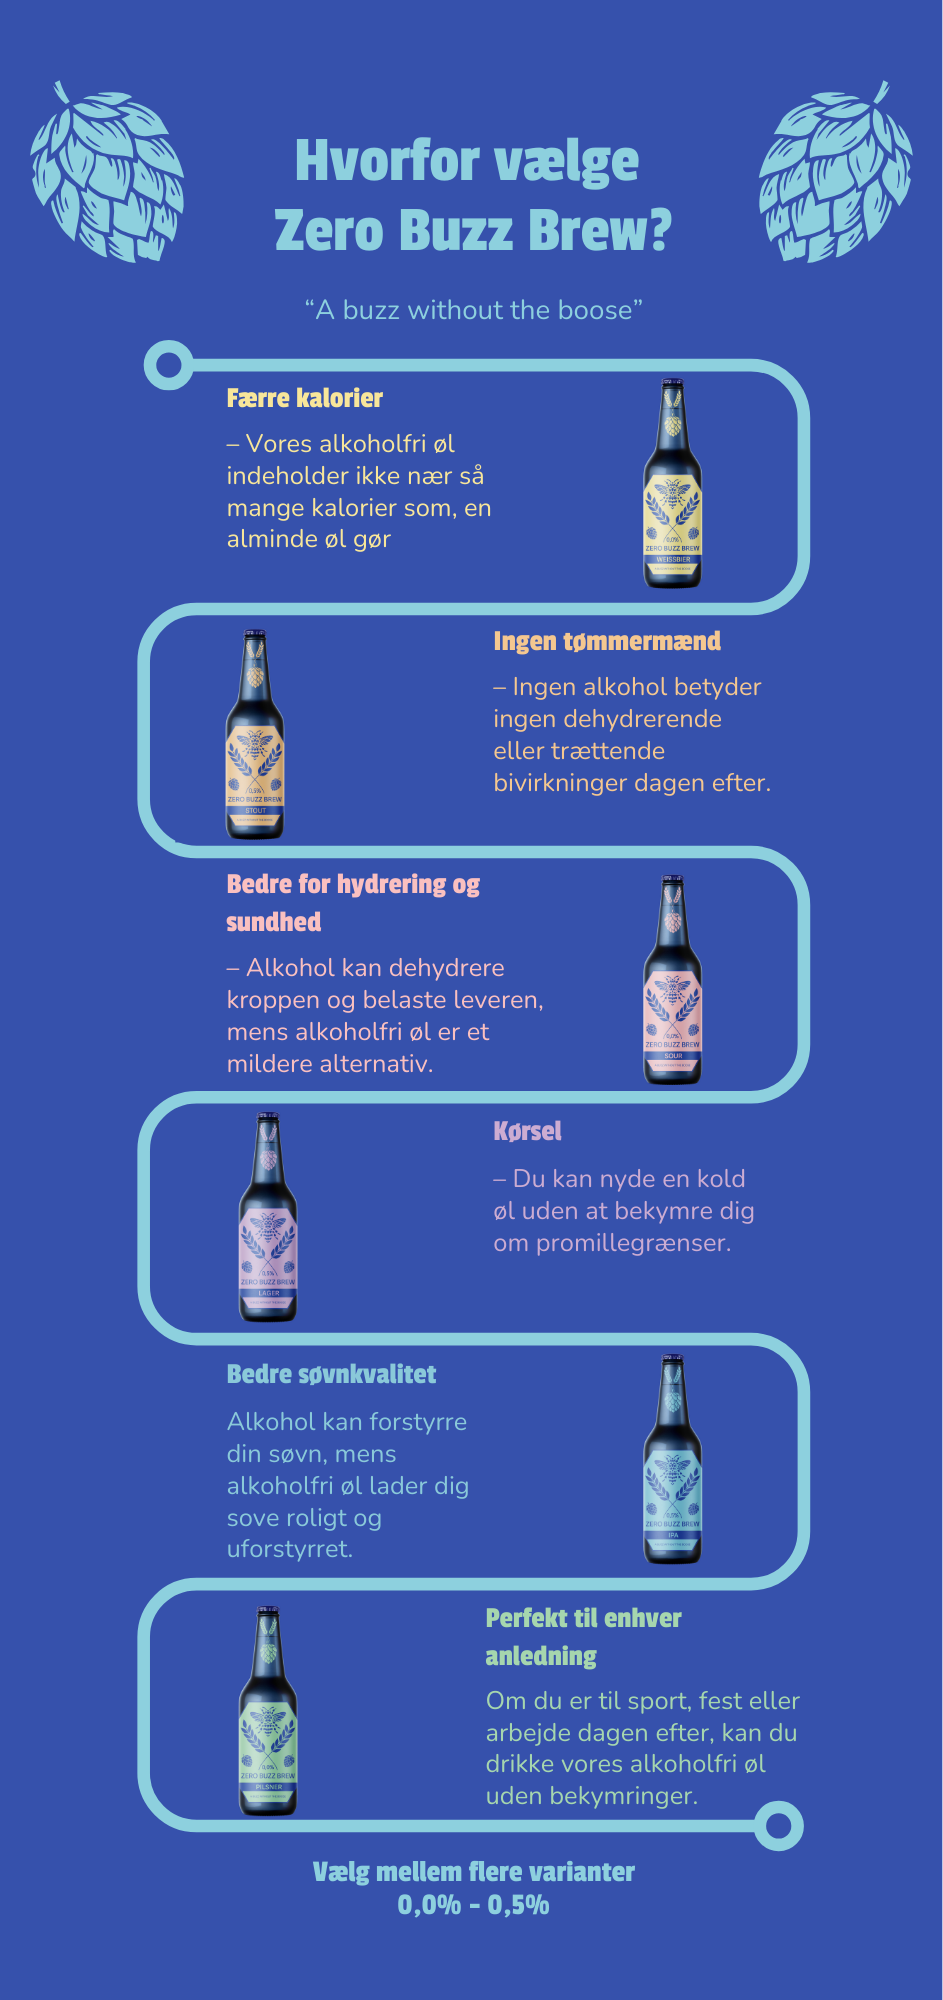 Hvorfor vælge
Zero Buzz Brew?
“A buzz without the boose”
Færre kalorier
– Vores alkoholfri øl
indeholder ikke nær så
mange kalorier som, en
alminde øl gør
0,0%
ZERO BUZZ BREW
WEISSBIER
Ingen tømmermænd
– Ingen alkohol betyder
ingen dehydrerende
eller trættende
bivirkninger dagen efter.
0,5%
ZERO BUZZ BREW
STOUT
Bedre for hydrering og
sundhed
– Alkohol kan dehydrere
kroppen og belaste leveren,
mens alkoholfri øl er et
mildere alternativ.
0,0%
ZERO BUZZ BREW
SOUR
Kørsel
– Du kan nyde en kold
øl uden at bekymre dig
om promillegrænser.
0,5%
ZERO BUZZ BREW
LAGER
Bedre søvnkvalitet
Alkohol kan forstyrre
din søvn, mens
alkoholfri øl lader dig
sove roligt og
uforstyrret.
ZERO BUZZ BREW
IPA
Perfekt til enhver
anledning
Om du er til sport, fest eller
arbejde dagen efter, kan du
drikke vores alkoholfri øl
uden bekymringer.
0,0%
ZERO BUZZ BREW
PILSNER
Vælg mellem flere varianter
0,0% - 0,5%